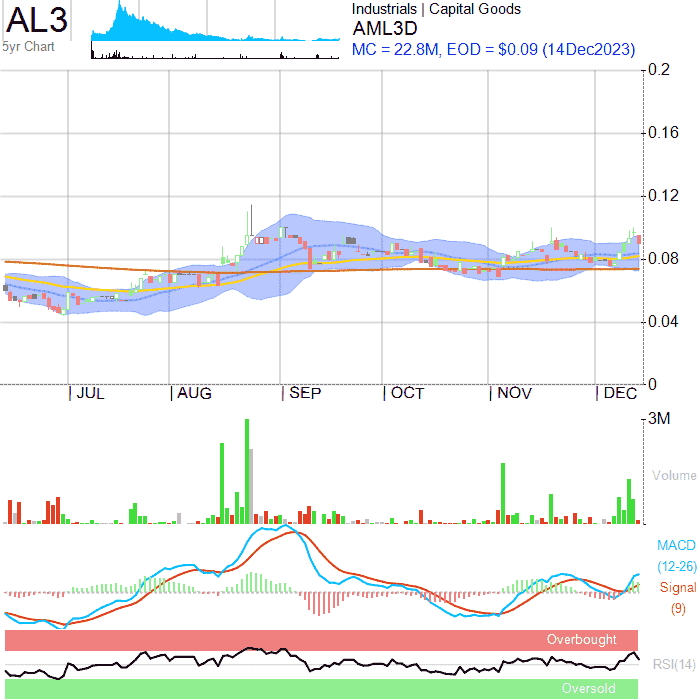 AL3
5yr Chart
Industrials | Capital Goods
AML3D
MC = 22.8M, EOD = $0.09 (14Dec2023)
0.2
0.16
0.12
0.08
0.04
0
JUL AUG SEP OCT NOV DEC
3M
Volume
MACD
(12-26)
Signal
(9)
Overbought
RSI(14)
Oversold